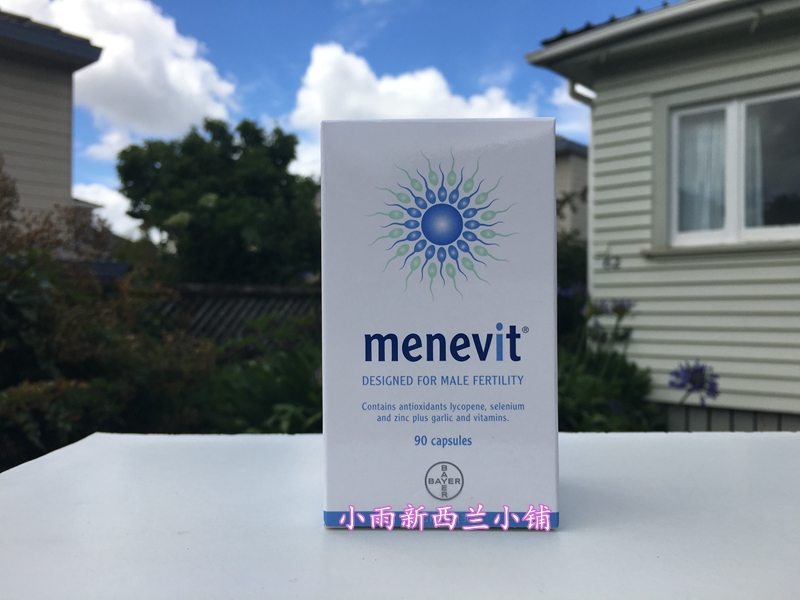 menevit®
DESIGNED FOR MALE FERTILITY
Contains antioxidants lycopene, selenium
and zinc plus garlic and vitamins.
90 capsules
BAYER
BAYER
小雨新西兰小铺